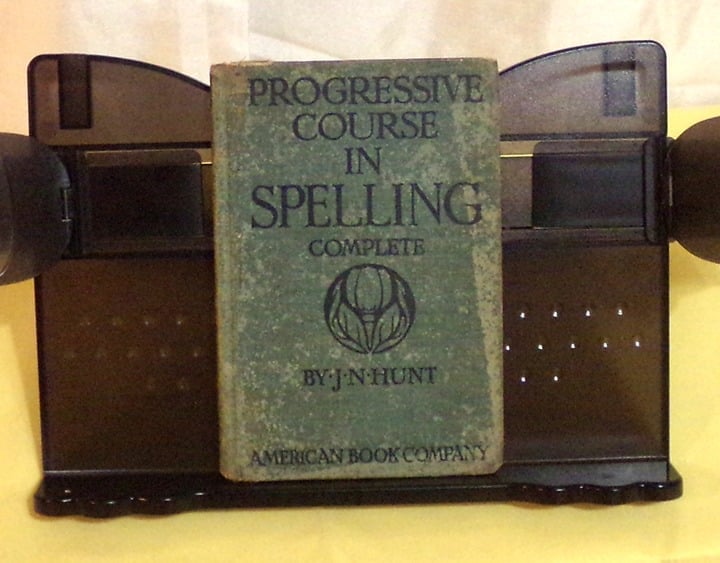 PROGRESSIVE
COURSE
IN
SPELLING
COMPLETE
BY·J·N·HUNT
AMERICAN BOOK COMPANY